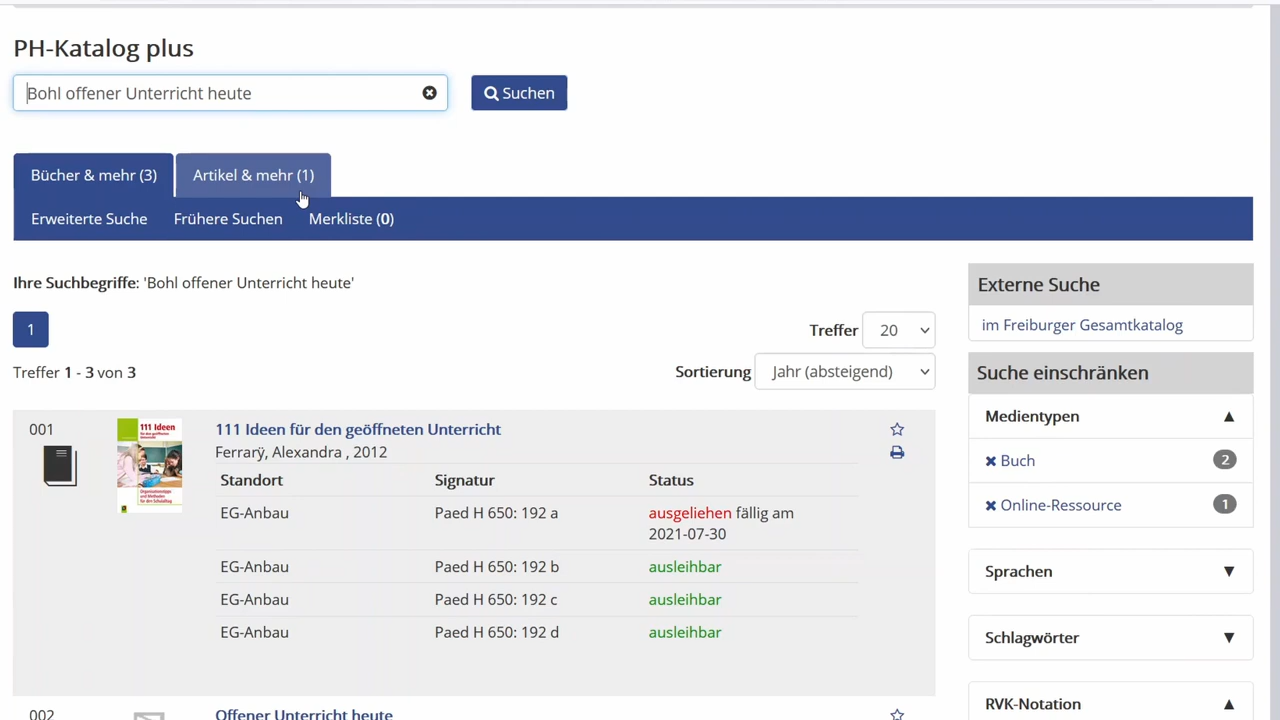 PH-Katalog plus
Bohl offener Unterricht heute
Suchen
Bücher & mehr (3)
Artikel & mehr (1)
Erweiterte Suche
Frühere Suchen
Merkliste (0)
Ihre Suchbegriffe: 'Bohl offener Unterricht heute'
1
Treffer 20
Treffer 1 - 3 von 3
Sortierung Jahr (absteigend)
001
111 Ideen
111 Ideen für den geöffneten Unterricht
Ferrarÿ, Alexandra , 2012
Standort Signatur Status
EG-Anbau Paed H 650: 192 a ausgeliehen fällig am
2021-07-30
EG-Anbau Paed H 650: 192 b ausleihbar
EG-Anbau Paed H 650: 192 c ausleihbar
EG-Anbau Paed H 650: 192 d ausleihbar
002
Offener Unterricht heute
Externe Suche
im Freiburger Gesamtkatalog
Suche einschränken
Medientypen ▲
Buch 2
Online-Ressource 1
Sprachen ▼
Schlagwörter ▼
RVK-Notation ▲